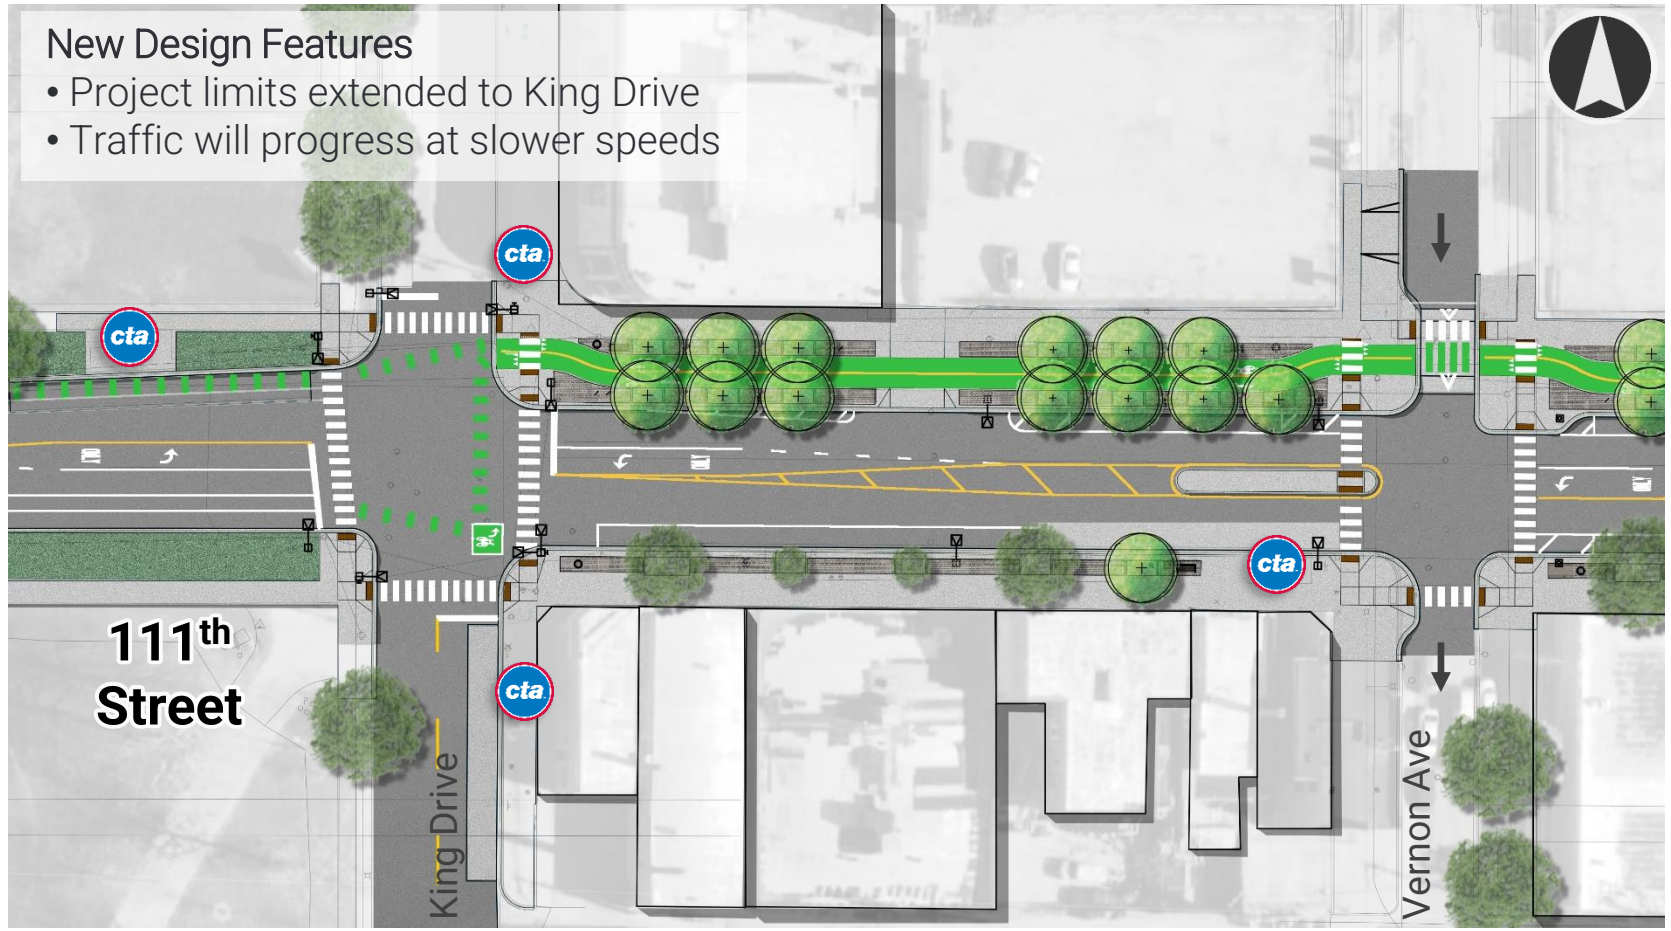 New Design Features
• Project limits extended to King Drive
• Traffic will progress at slower speeds
cta
cta
cta
cta
111th
Street
King Drive
Vernon Ave